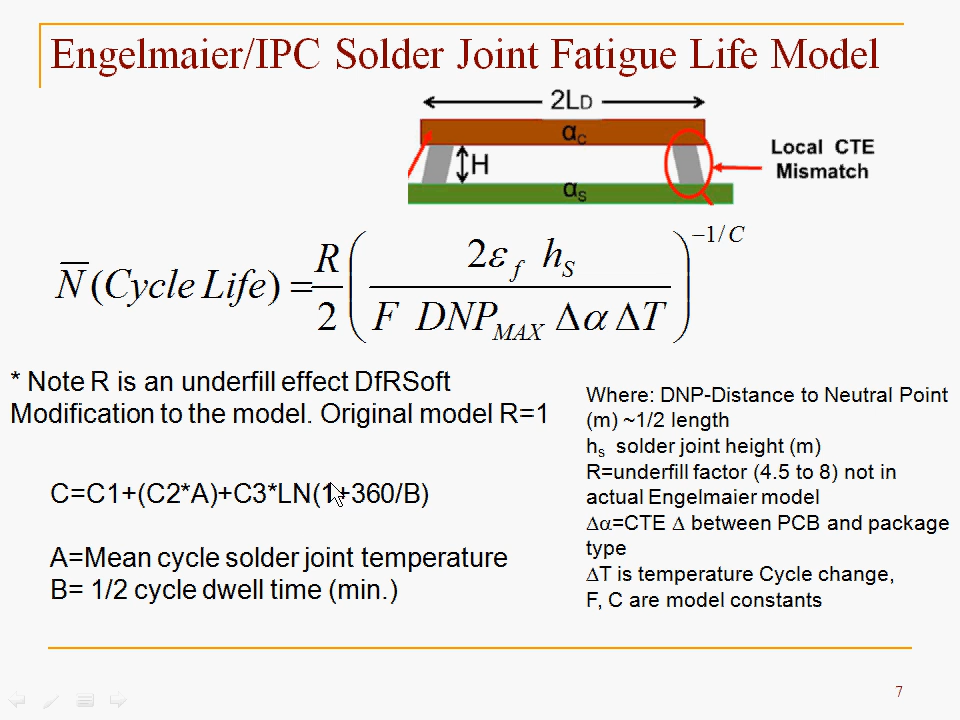 Engelmaier/IPC Solder Joint Fatigue Life Model
2LD
αC
H
αS
Local CTE
Mismatch
N̅ (Cycle Life) = R/2 ( 2εf hS / F DNPMAX Δα ΔT )^−1/C
* Note R is an underfill effect DfRSoft
Modification to the model. Original model R=1
C=C1+(C2*A)+C3*LN(1+360/B)
A=Mean cycle solder joint temperature
B= 1/2 cycle dwell time (min.)
Where: DNP-Distance to Neutral Point
(m) ~1/2 length
hs solder joint height (m)
R=underfill factor (4.5 to 8) not in
actual Engelmaier model
Δα=CTE Δ between PCB and package
type
ΔT is temperature Cycle change,
F, C are model constants
7